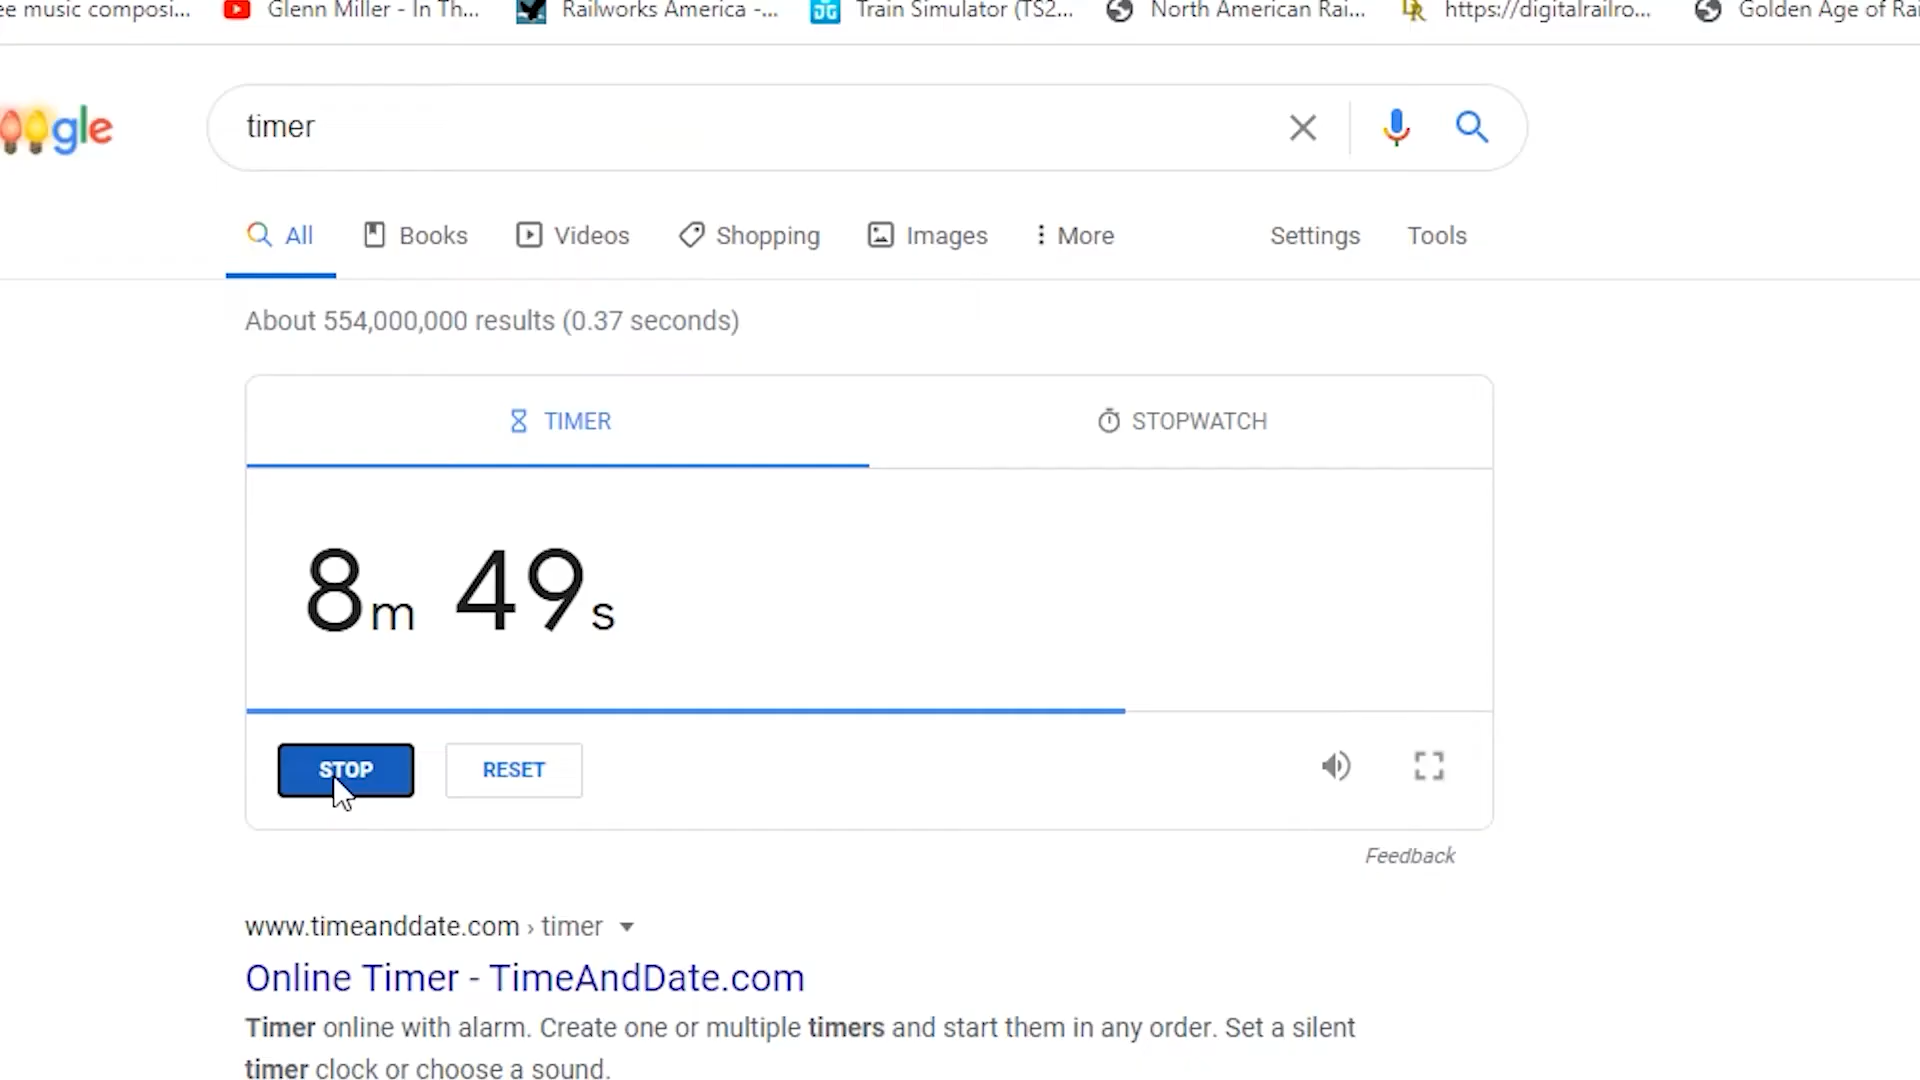 ee music composi... Glenn Miller - In Th... Railworks America -... Train Simulator (TS2... North American Rai... https://digitalrailro... Golden Age of Rai
gle
timer
All Books Videos Shopping Images More Settings Tools
About 554,000,000 results (0.37 seconds)
TIMER STOPWATCH
8m 49s
STOP RESET
Feedback
www.timeanddate.com › timer
Online Timer - TimeAndDate.com
Timer online with alarm. Create one or multiple timers and start them in any order. Set a silent
timer clock or choose a sound.